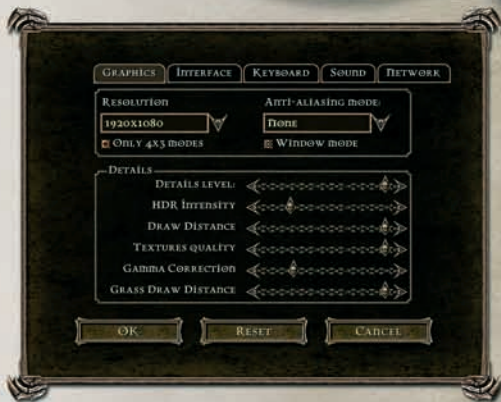 Graphics Interface Keyboard Sound Network
Resolution Anti-aliasing mode:
1920x1080 None
Only 4x3 modes Window mode
Details
Details level:
HDR Intensity
Draw Distance
Textures quality
Gamma Correction
Grass Draw Distance
OK Reset Cancel